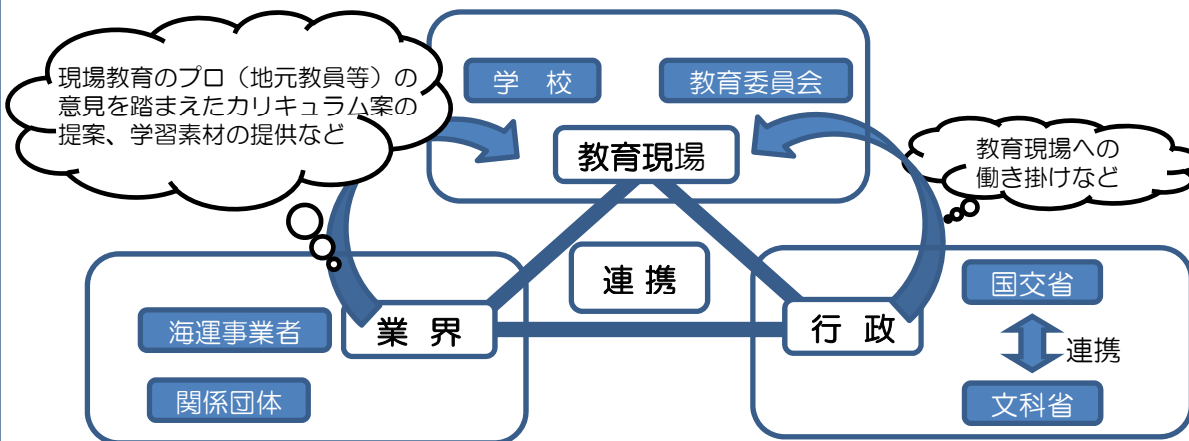 現場教育のプロ（地元教員等）の
意見を踏まえたカリキュラム案の
提案、学習素材の提供など
学 校
教育委員会
教育現場
教育現場への
働き掛けなど
連 携
業 界
海運事業者
関係団体
行 政
国交省
連携
文科省